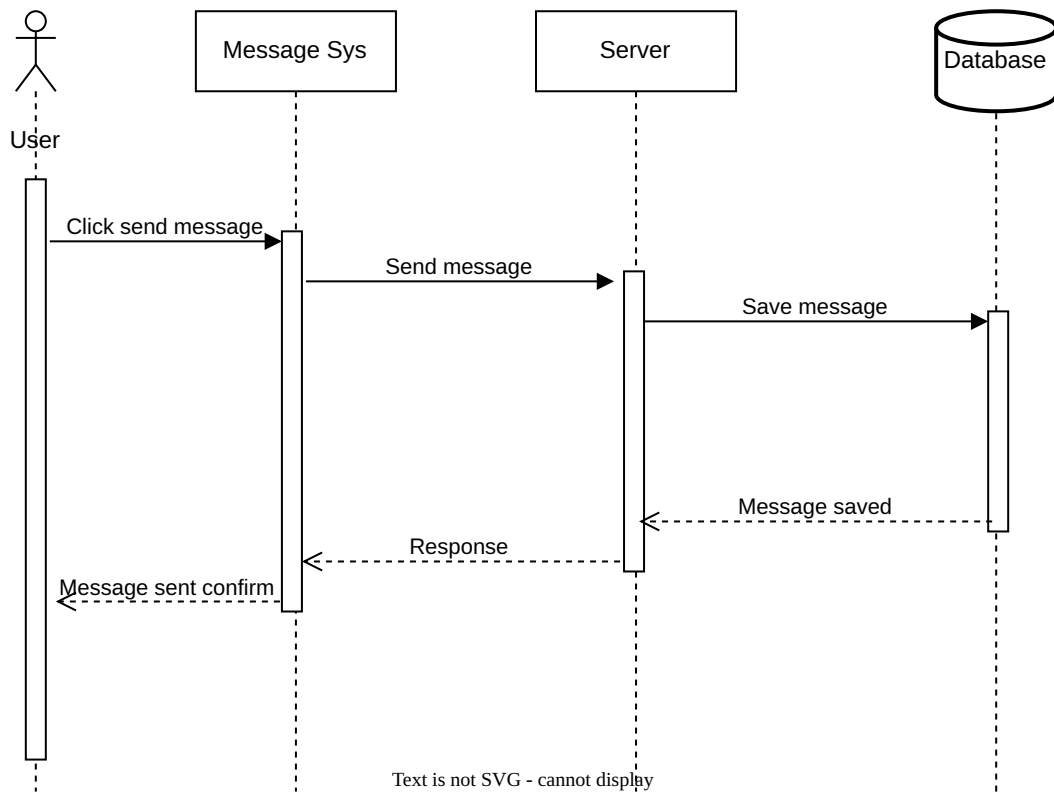 Message Sys
Server
Database
User
Click send message
Send message
Save message
Message saved
Response
Message sent confirm
Text is not SVG - cannot display